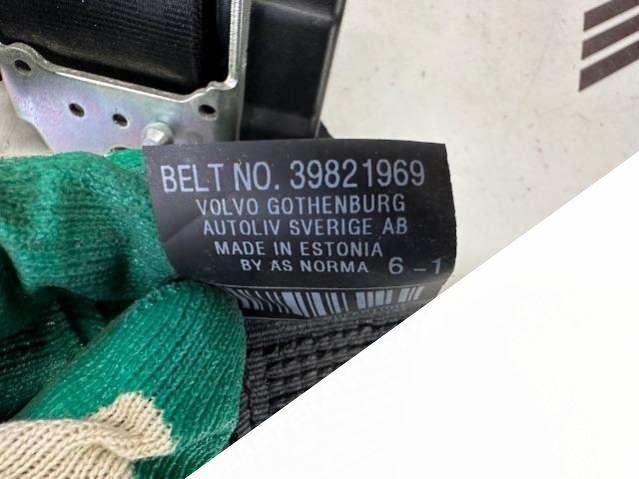 BELT NO. 39821969
VOLVO GOTHENBURG
AUTOLIV SVERIGE AB
MADE IN ESTONIA
BY AS NORMA 6-1